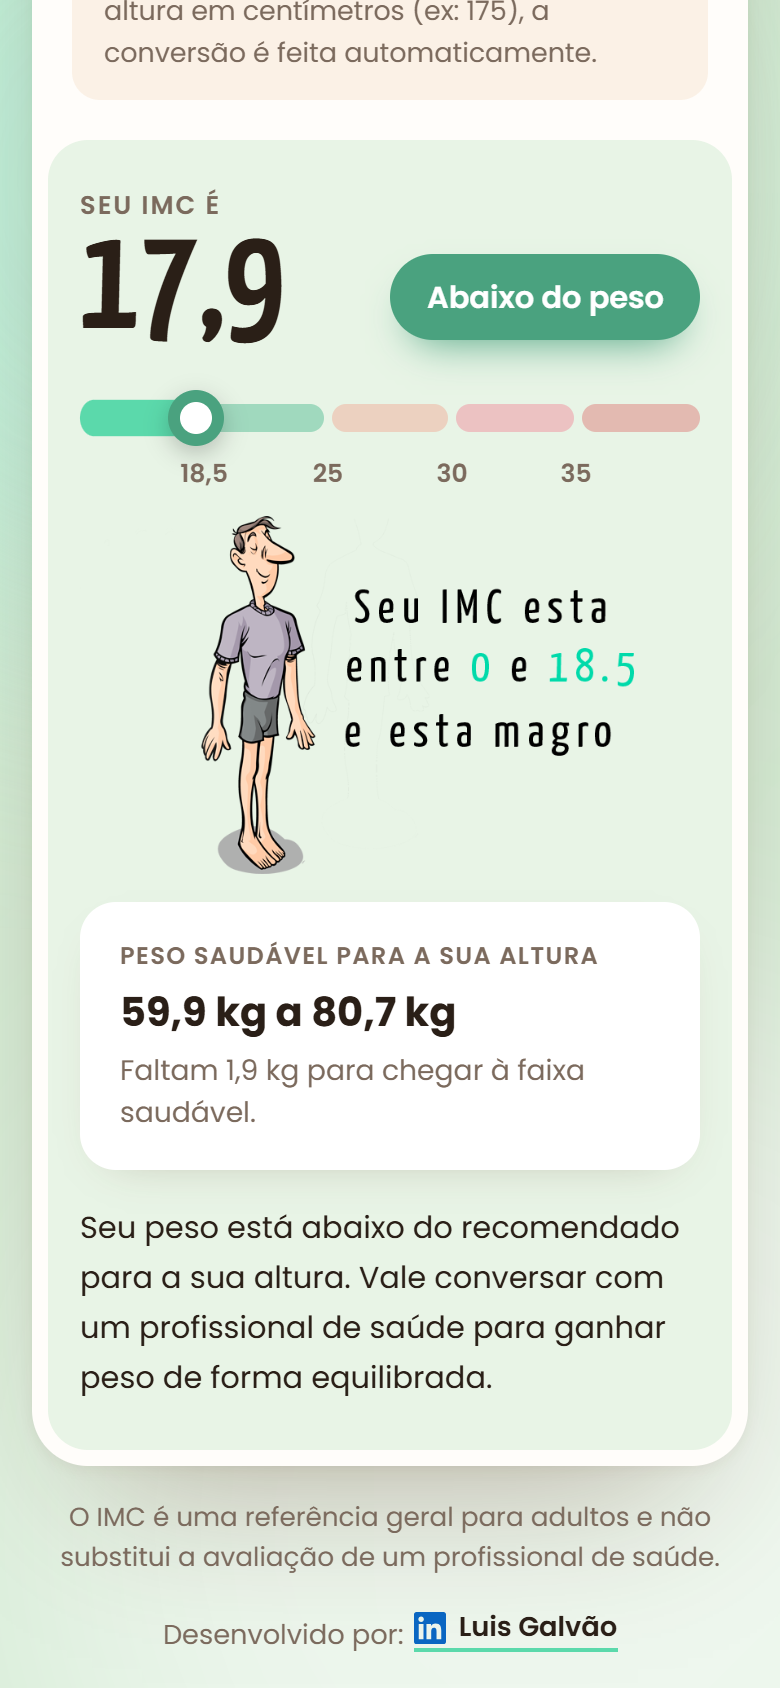 altura em centímetros (ex: 175), a
conversão é feita automaticamente.
SEU IMC É
17,9
Abaixo do peso
18,5
25
30
35
Seu IMC esta
entre 0 e 18.5
e esta magro
PESO SAUDÁVEL PARA A SUA ALTURA
59,9 kg a 80,7 kg
Faltam 1,9 kg para chegar à faixa
saudável.
Seu peso está abaixo do recomendado
para a sua altura. Vale conversar com
um profissional de saúde para ganhar
peso de forma equilibrada.
O IMC é uma referência geral para adultos e não
substitui a avaliação de um profissional de saúde.
Desenvolvido por: in Luis Galvão